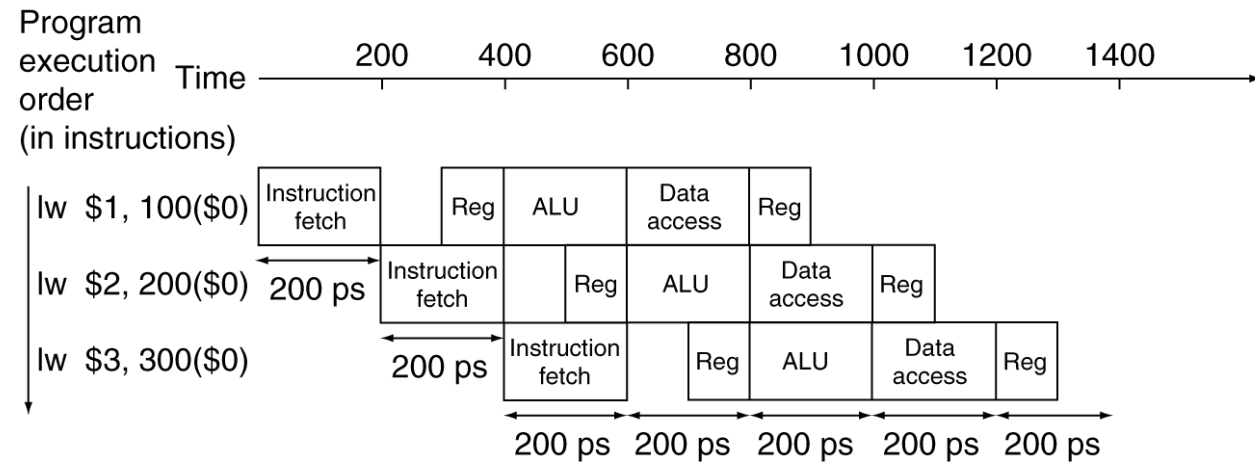 Program
execution
order
(in instructions)
Time
200 400 600 800 1000 1200 1400
lw $1, 100($0)
Instruction
fetch
Reg
ALU
Data
access
Reg
200 ps
lw $2, 200($0)
Instruction
fetch
Reg
ALU
Data
access
Reg
200 ps
lw $3, 300($0)
Instruction
fetch
Reg
ALU
Data
access
Reg
200 ps 200 ps 200 ps 200 ps 200 ps